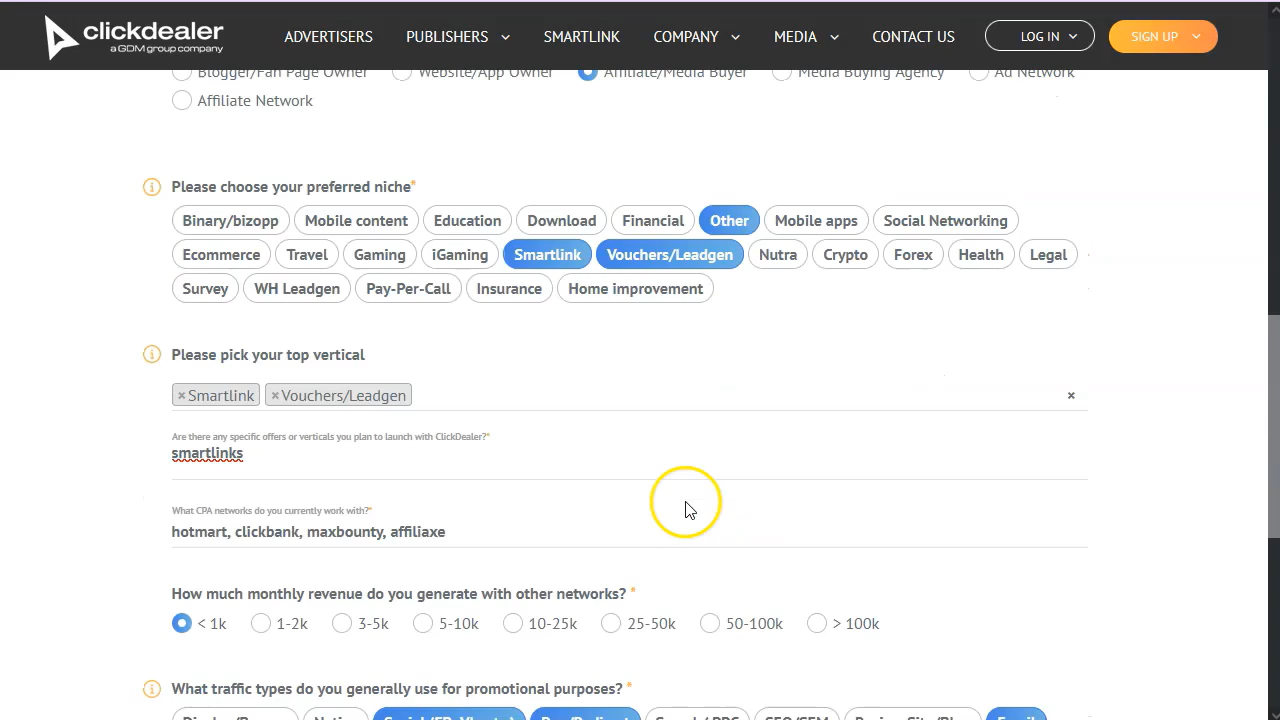 clickdealer
a GDM group company
ADVERTISERS PUBLISHERS SMARTLINK COMPANY MEDIA CONTACT US LOG IN SIGN UP
Blogger/Fan Page Owner Website/App Owner Affiliate/Media Buyer Media Buying Agency Ad Network
Affiliate Network
Please choose your preferred niche*
Binary/bizopp Mobile content Education Download Financial Other Mobile apps Social Networking
Ecommerce Travel Gaming iGaming Smartlink Vouchers/Leadgen Nutra Crypto Forex Health Legal
Survey WH Leadgen Pay-Per-Call Insurance Home improvement
Please pick your top vertical
×Smartlink ×Vouchers/Leadgen ×
Are there any specific offers or verticals you plan to launch with ClickDealer?*
smartlinks
What CPA networks do you currently work with?*
hotmart, clickbank, maxbounty, affiliaxe
How much monthly revenue do you generate with other networks? *
< 1k 1-2k 3-5k 5-10k 10-25k 25-50k 50-100k > 100k
What traffic types do you generally use for promotional purposes? *